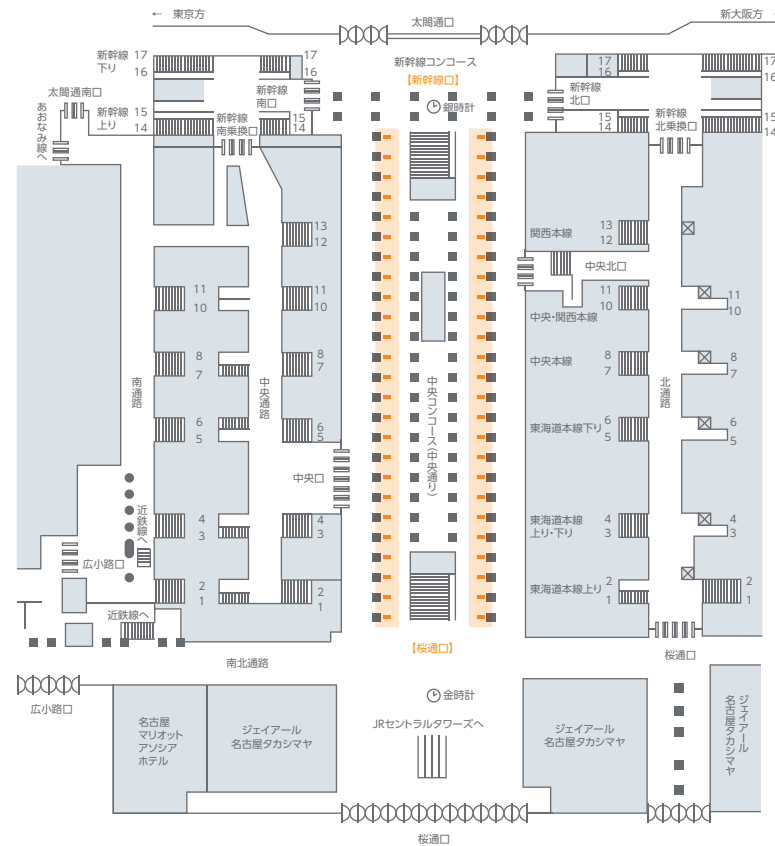 ← 東京方
太閤通口
新大阪方
新幹線 17
下り 16
17
16
新幹線コンコース
【新幹線口】
17
16
17
16
太閤通南口
新幹線
南口
銀時計
新幹線
北口
あおなみ線へ
新幹線 15
上り 14
15
14
新幹線
南乗換口
15
14
新幹線
北乗換口
15
14
13
12
関西本線
13
12
中央北口
11
10
11
10
11
10
11
10
中央・関西本線
8
7
8
7
中央本線
8
7
8
7
南通路
中央通路
中央コンコース(中央通り)
北通路
6
5
6
5
東海道本線下り
6
5
6
5
中央口
近鉄線へ
4
3
4
3
東海道本線
上り・下り
4
3
4
3
広小路口
2
1
2
1
東海道本線上り
2
1
2
1
近鉄線へ
【桜通口】
桜通口
南北通路
広小路口
金時計
名古屋
マリオット
アソシア
ホテル
ジェイアール
名古屋タカシマヤ
JRセントラルタワーズへ
ジェイアール
名古屋タカシマヤ
ジェイアール
名古屋タカシマヤ
桜通口